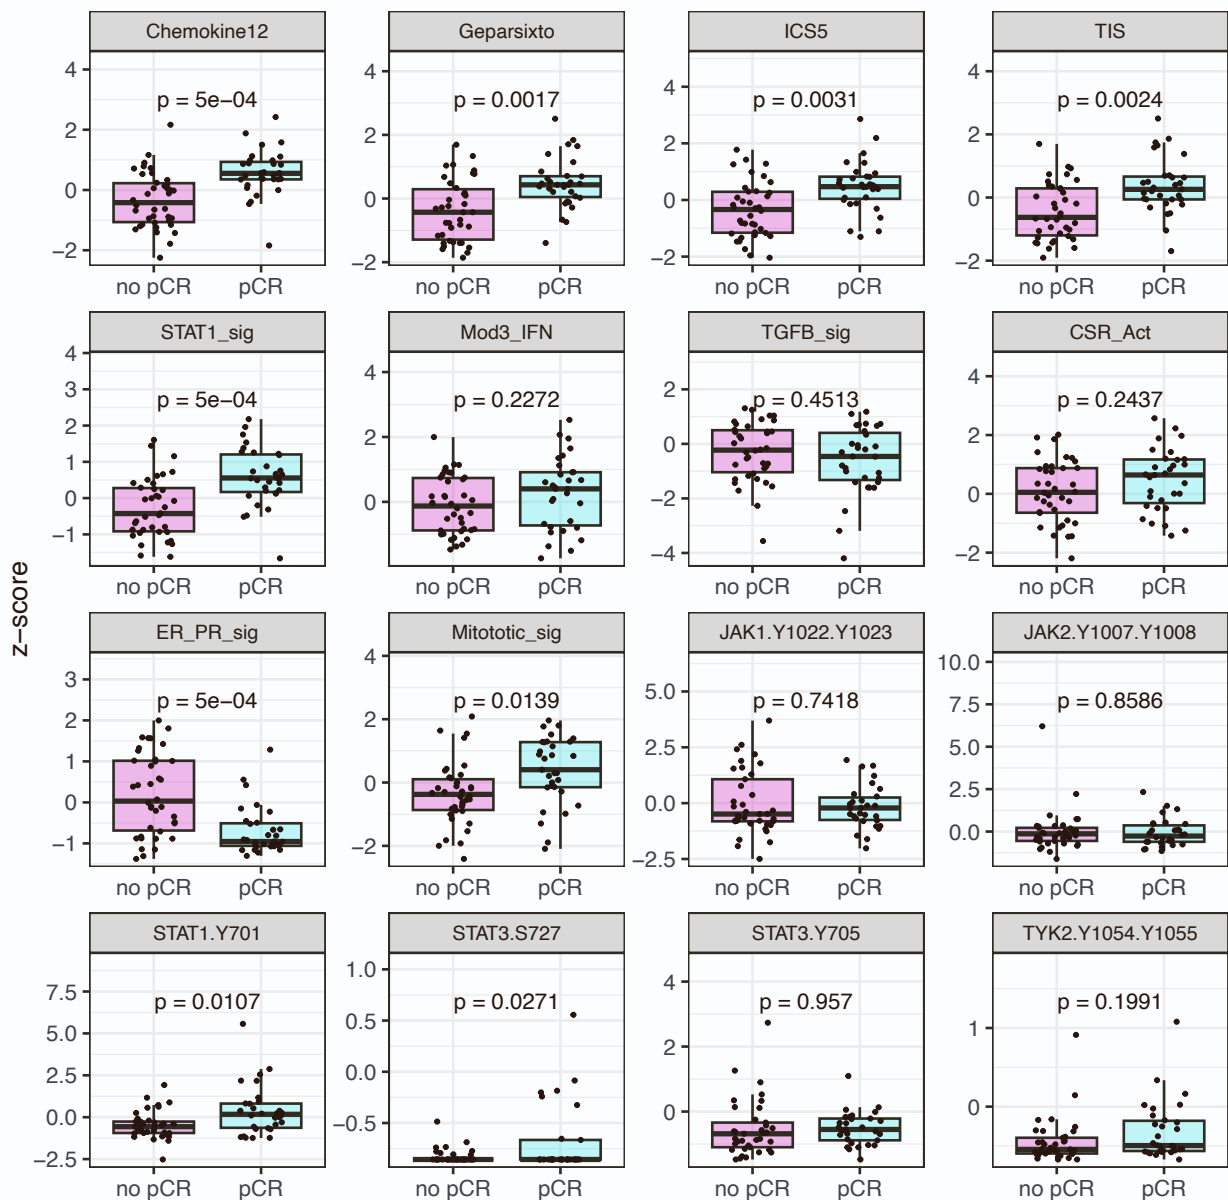 z−score
Chemokine12
4
2
0
−2
p = 5e−04
no pCR
pCR
Geparsixto
4
2
0
−2
p = 0.0017
no pCR
pCR
ICS5
4
2
0
−2
p = 0.0031
no pCR
pCR
TIS
4
2
0
−2
p = 0.0024
no pCR
pCR
STAT1_sig
4
3
2
1
0
−1
p = 5e−04
no pCR
pCR
Mod3_IFN
4
2
0
p = 0.2272
no pCR
pCR
TGFB_sig
2
0
−2
−4
p = 0.4513
no pCR
pCR
CSR_Act
4
2
0
−2
p = 0.2437
no pCR
pCR
ER_PR_sig
3
2
1
0
−1
p = 5e−04
no pCR
pCR
Mitototic_sig
4
2
0
−2
p = 0.0139
no pCR
pCR
JAK1.Y1022.Y1023
5.0
2.5
0.0
−2.5
p = 0.7418
no pCR
pCR
JAK2.Y1007.Y1008
10.0
7.5
5.0
2.5
0.0
p = 0.8586
no pCR
pCR
STAT1.Y701
7.5
5.0
2.5
0.0
−2.5
p = 0.0107
no pCR
pCR
STAT3.S727
1.0
0.5
0.0
−0.5
p = 0.0271
no pCR
pCR
STAT3.Y705
4
2
0
p = 0.957
no pCR
pCR
TYK2.Y1054.Y1055
1
0
p = 0.1991
no pCR
pCR